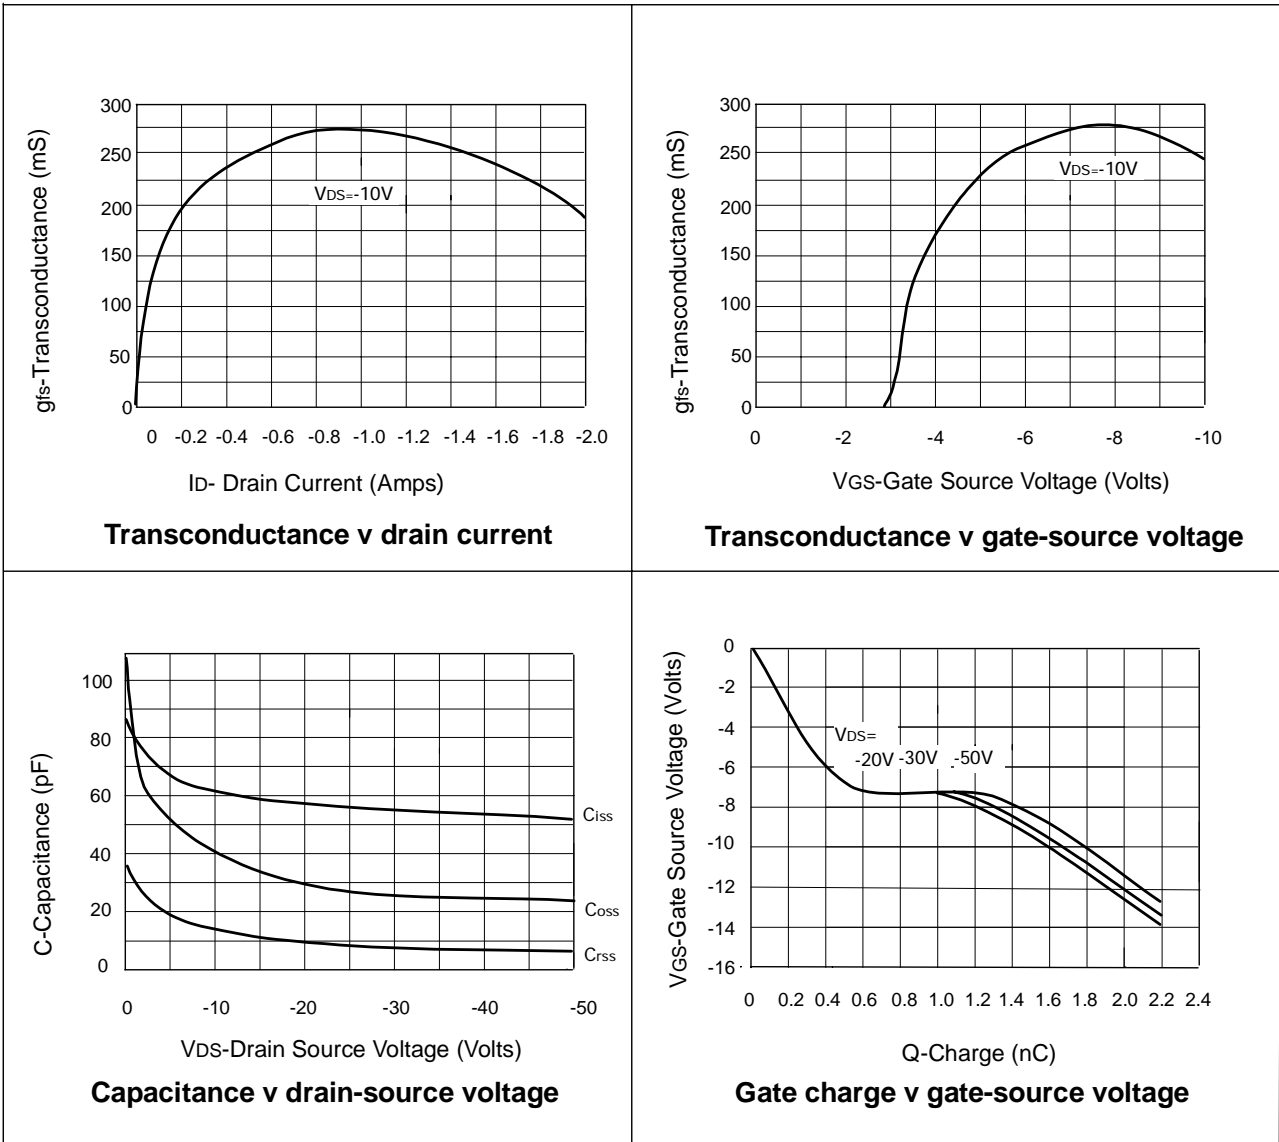 300
250
200
150
100
50
0
gfs-Transconductance (mS)
VDS=-10V
0 -0.2 -0.4 -0.6 -0.8 -1.0 -1.2 -1.4 -1.6 -1.8 -2.0
ID- Drain Current (Amps)
Transconductance v drain current
300
250
200
150
100
50
0
gfs-Transconductance (mS)
VDS=-10V
0 -2 -4 -6 -8 -10
VGS-Gate Source Voltage (Volts)
Transconductance v gate-source voltage
100
80
60
40
20
0
C-Capacitance (pF)
Ciss
Coss
Crss
0 -10 -20 -30 -40 -50
VDS-Drain Source Voltage (Volts)
Capacitance v drain-source voltage
0
-2
-4
-6
-8
-10
-12
-14
-16
VGS-Gate Source Voltage (Volts)
VDS=
-20V -30V -50V
0 0.2 0.4 0.6 0.8 1.0 1.2 1.4 1.6 1.8 2.0 2.2 2.4
Q-Charge (nC)
Gate charge v gate-source voltage